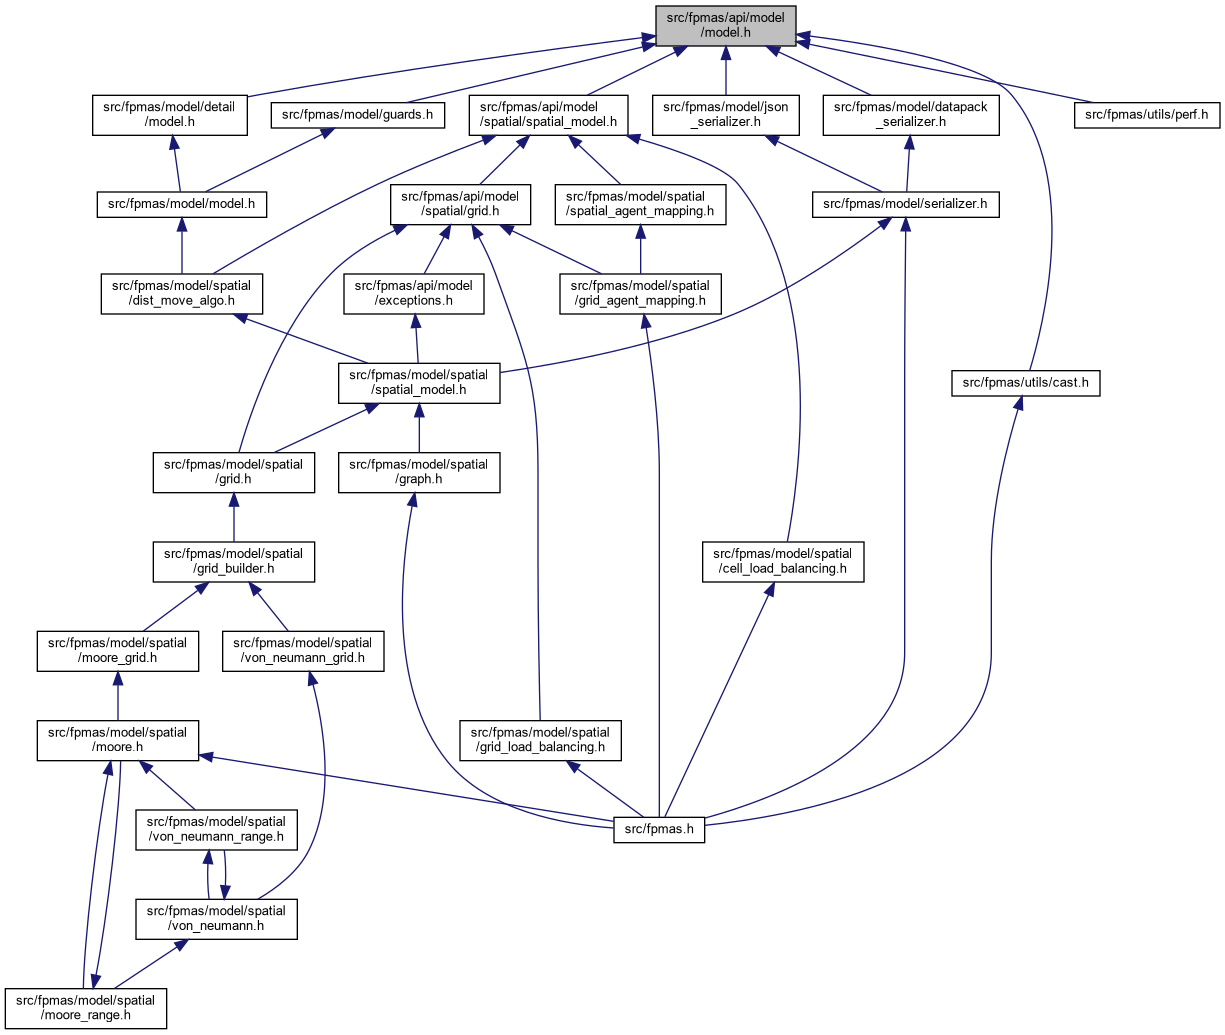 src/fpmas/api/model
/model.h
src/fpmas/model/detail
/model.h
src/fpmas/model/guards.h
src/fpmas/api/model
/spatial/spatial_model.h
src/fpmas/model/json
_serializer.h
src/fpmas/model/datapack
_serializer.h
src/fpmas/utils/perf.h
src/fpmas/model/model.h
src/fpmas/api/model
/spatial/grid.h
src/fpmas/model/spatial
/spatial_agent_mapping.h
src/fpmas/model/serializer.h
src/fpmas/model/spatial
/dist_move_algo.h
src/fpmas/api/model
/exceptions.h
src/fpmas/model/spatial
/grid_agent_mapping.h
src/fpmas/model/spatial
/spatial_model.h
src/fpmas/utils/cast.h
src/fpmas/model/spatial
/grid.h
src/fpmas/model/spatial
/graph.h
src/fpmas/model/spatial
/grid_builder.h
src/fpmas/model/spatial
/cell_load_balancing.h
src/fpmas/model/spatial
/moore_grid.h
src/fpmas/model/spatial
/von_neumann_grid.h
src/fpmas/model/spatial
/moore.h
src/fpmas/model/spatial
/grid_load_balancing.h
src/fpmas/model/spatial
/von_neumann_range.h
src/fpmas.h
src/fpmas/model/spatial
/von_neumann.h
src/fpmas/model/spatial
/moore_range.h